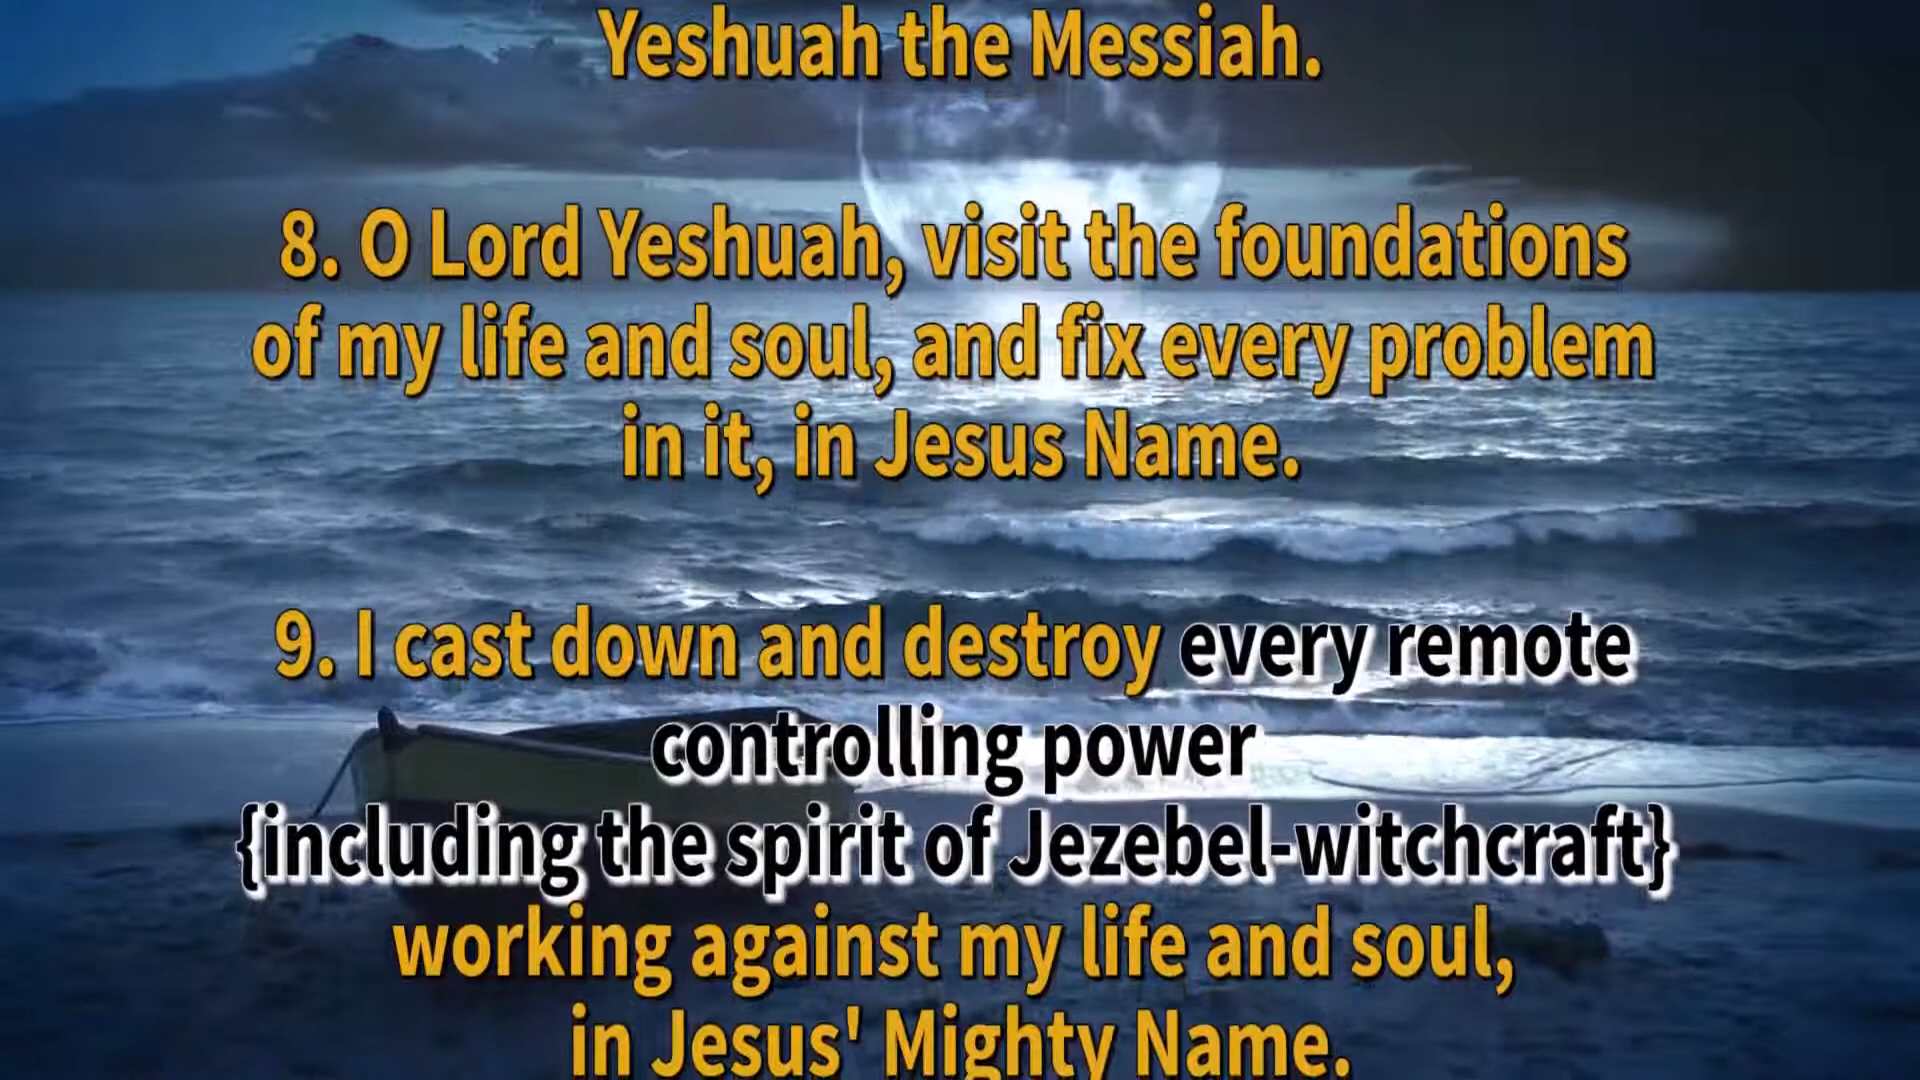 Yeshuah the Messiah.
8. O Lord Yeshuah, visit the foundations
of my life and soul, and fix every problem
in it, in Jesus Name.
9. I cast down and destroy every remote
controlling power
{including the spirit of Jezebel-witchcraft}
working against my life and soul,
in Jesus' Mighty Name.